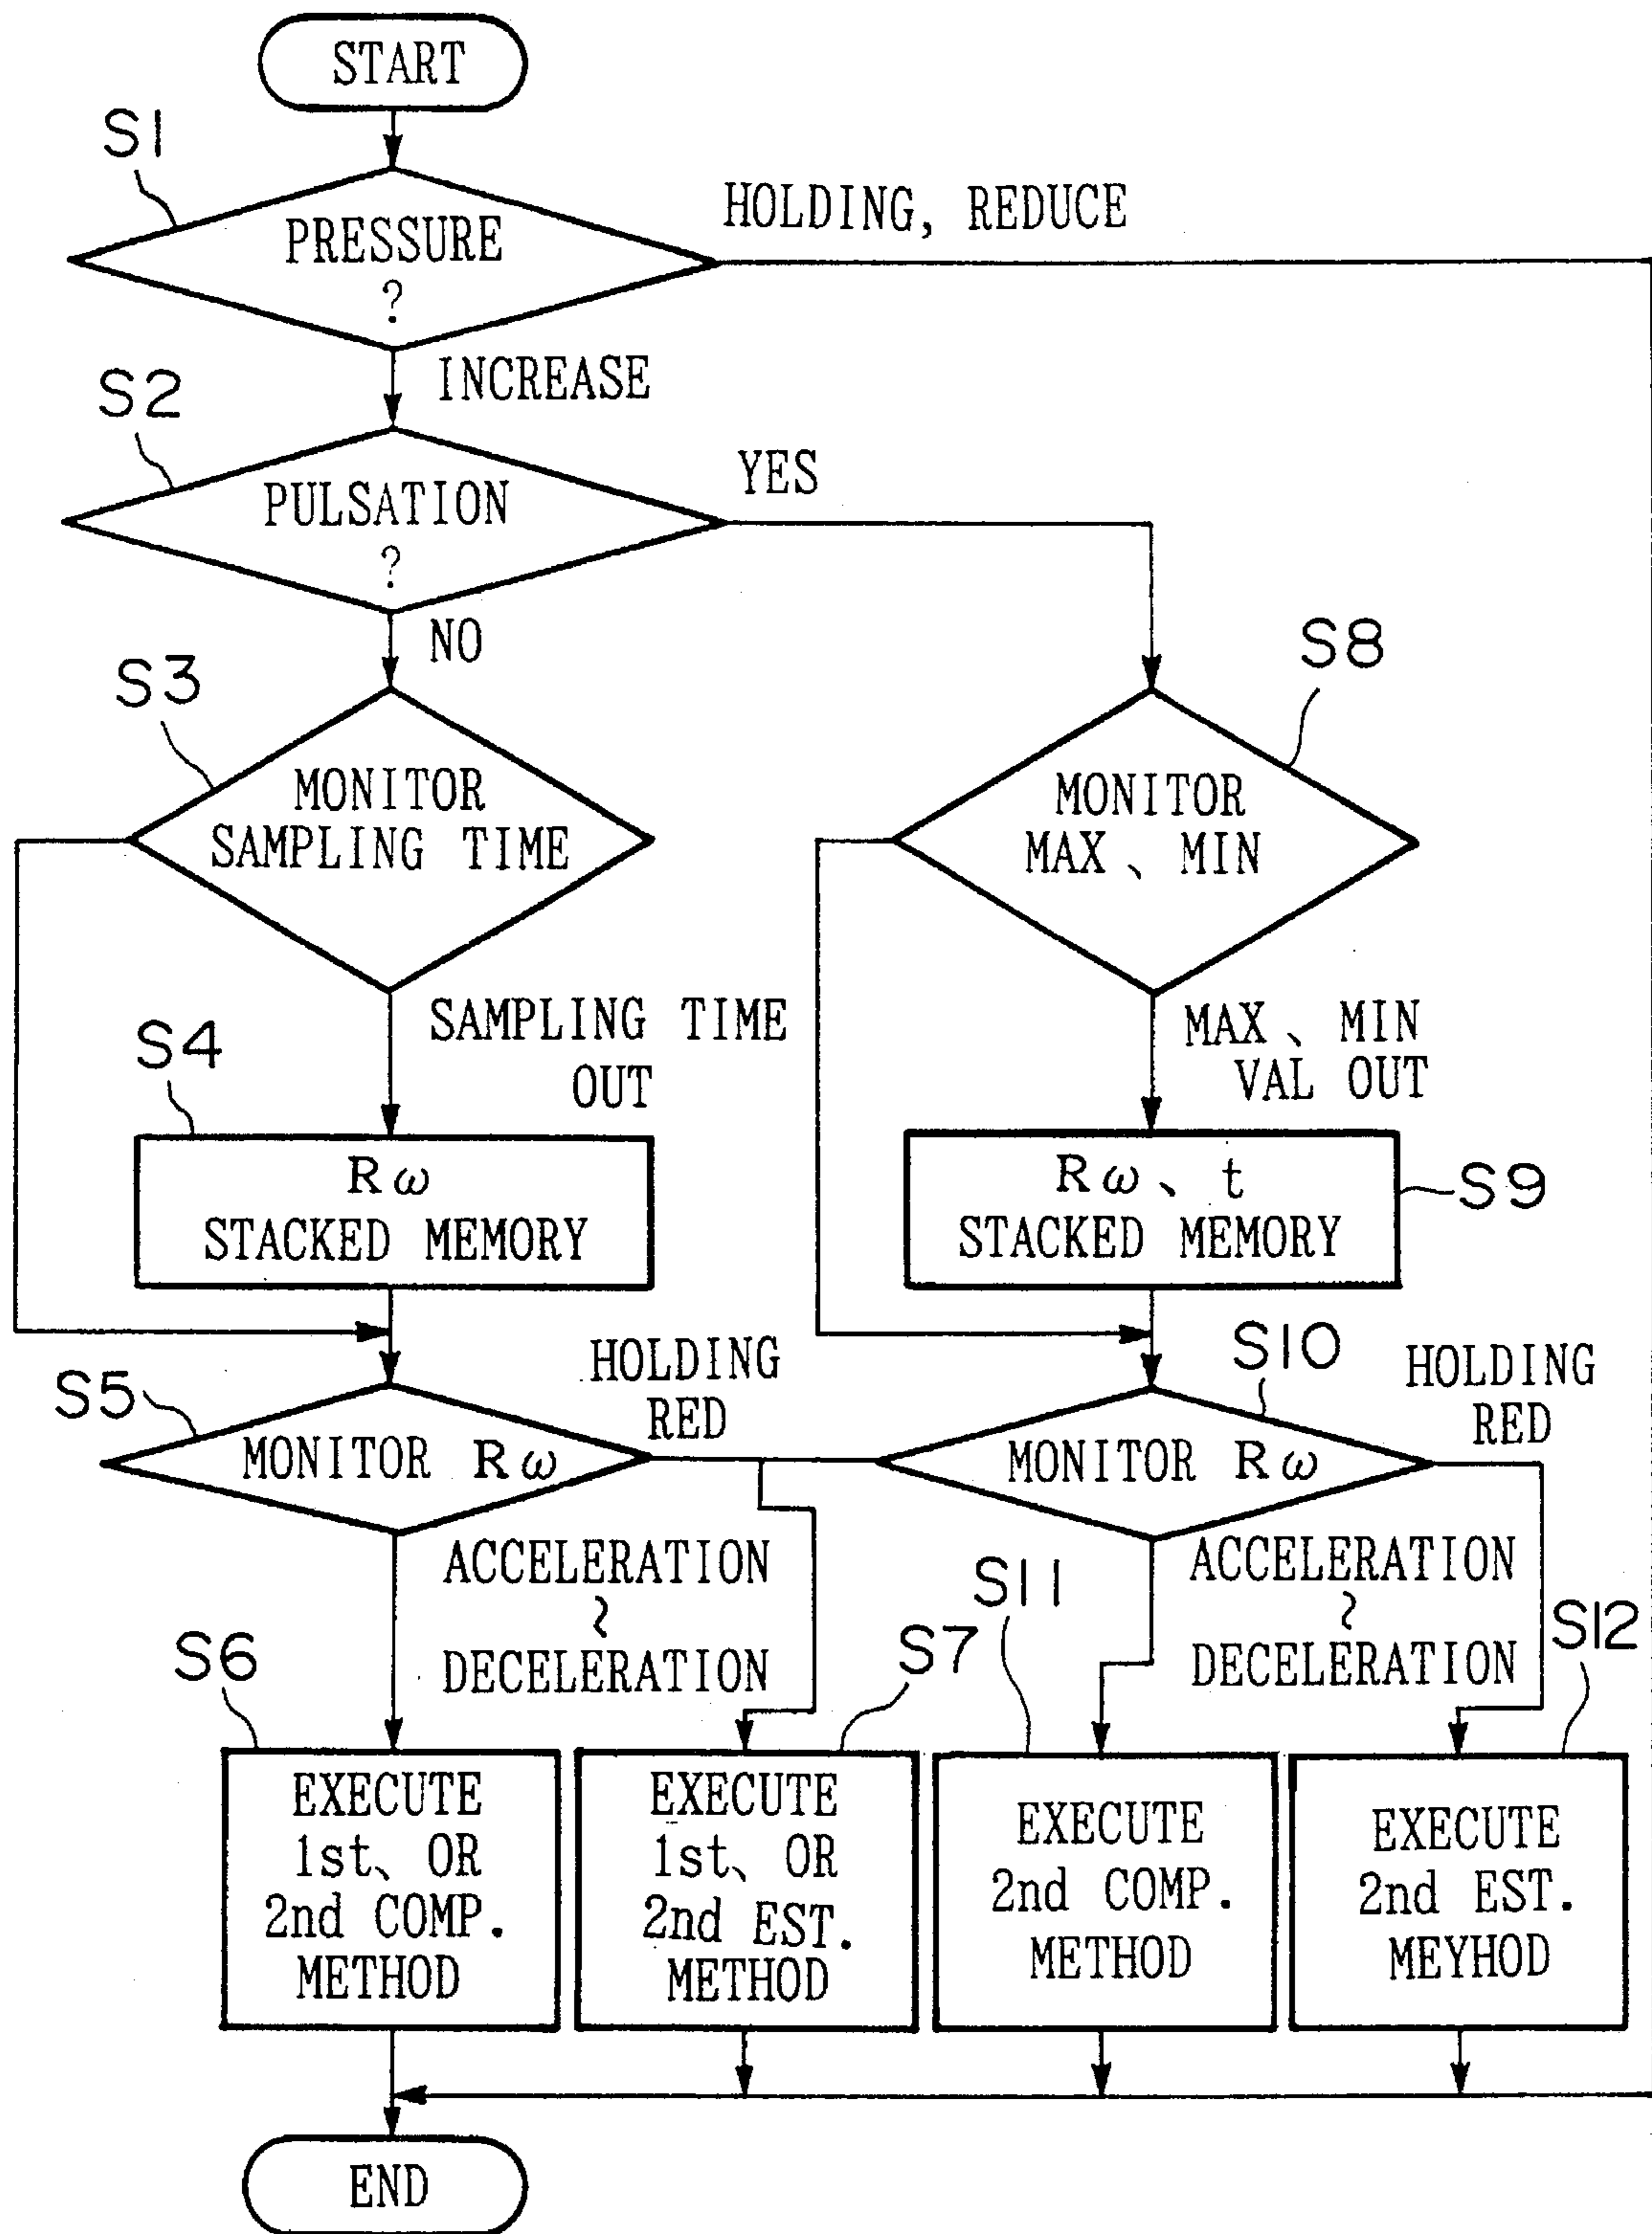 START
S1
PRESSURE
?
HOLDING, REDUCE
INCREASE
S2
PULSATION
?
YES
NO
S3
MONITOR
SAMPLING TIME
S8
MONITOR
MAX、MIN
SAMPLING TIME
OUT
MAX、MIN
VAL OUT
S4
Rω
STACKED MEMORY
Rω、t
STACKED MEMORY
S9
S5
MONITOR Rω
HOLDING
RED
S10
MONITOR Rω
HOLDING
RED
ACCELERATION
~
DECELERATION
ACCELERATION
~
DECELERATION
S6
EXECUTE
1st、OR
2nd COMP.
METHOD
S7
EXECUTE
1st、OR
2nd EST.
METHOD
S11
EXECUTE
2nd COMP.
METHOD
S12
EXECUTE
2nd EST.
MEYHOD
END